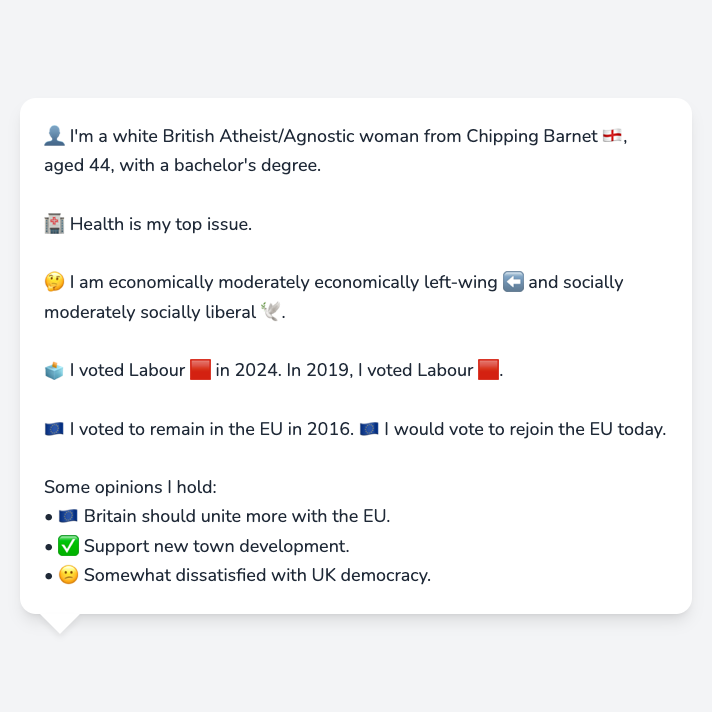 👤 I'm a white British Atheist/Agnostic woman from Chipping Barnet 🏴󠁧󠁢󠁥󠁮󠁧󠁿,
aged 44, with a bachelor's degree.
🏥 Health is my top issue.
🤔 I am economically moderately economically left-wing ⬅️ and socially
moderately socially liberal 🕊️.
🗳️ I voted Labour 🟥 in 2024. In 2019, I voted Labour 🟥.
🇪🇺 I voted to remain in the EU in 2016. 🇪🇺 I would vote to rejoin the EU today.
Some opinions I hold:
• 🇪🇺 Britain should unite more with the EU.
• ✅ Support new town development.
• 😕 Somewhat dissatisfied with UK democracy.